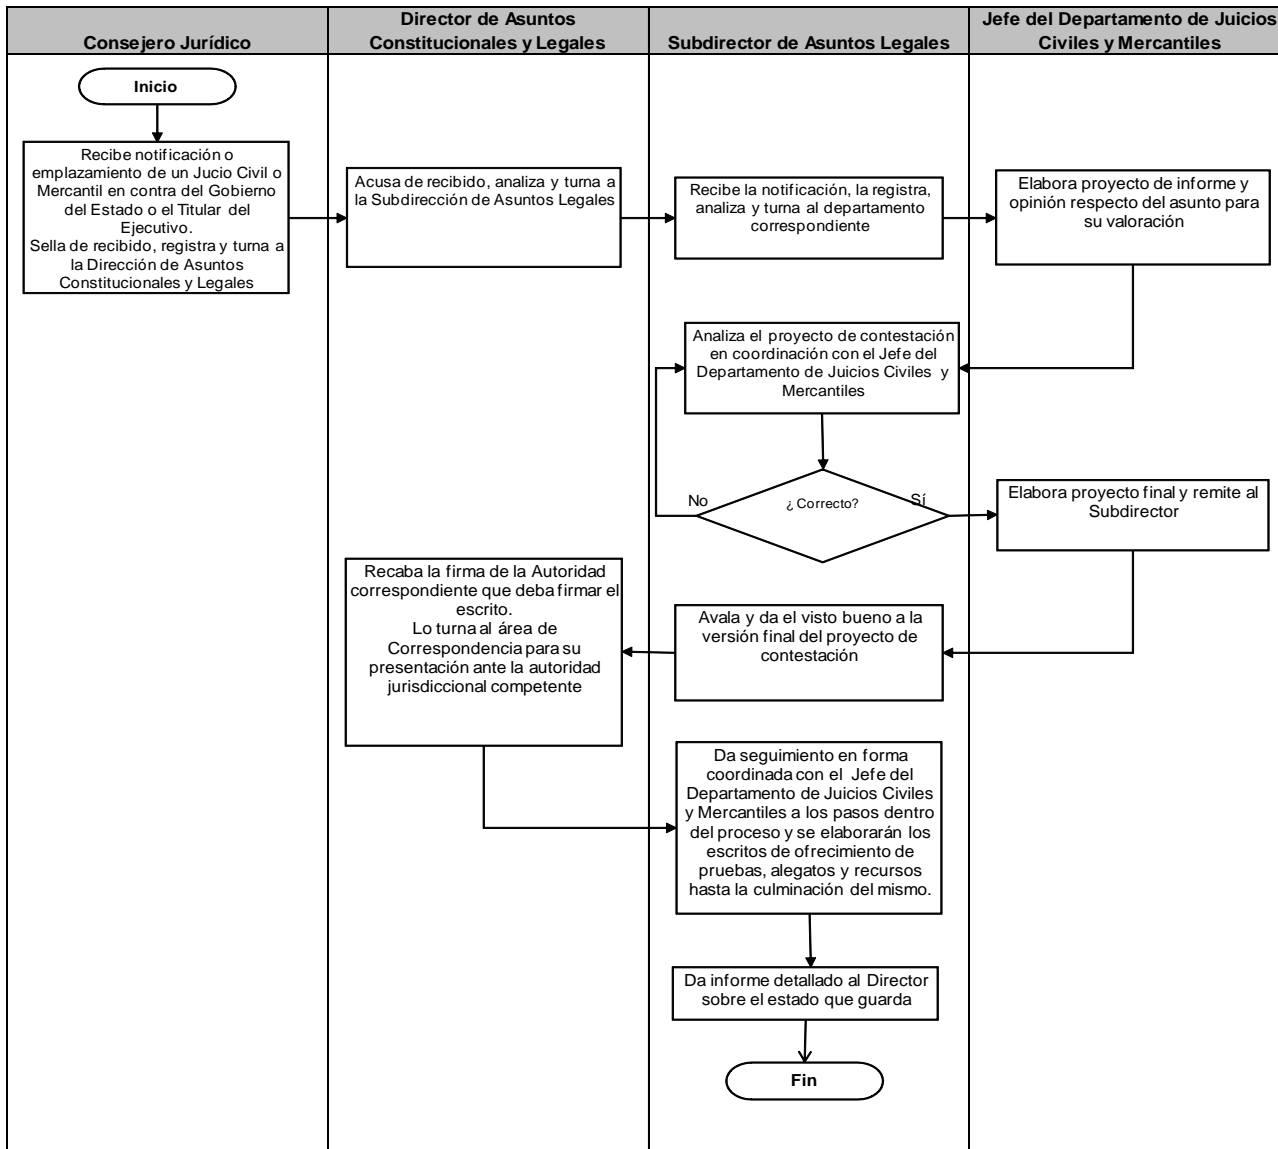 Consejero Jurídico
Director de Asuntos
Constitucionales y Legales
Subdirector de Asuntos Legales
Jefe del Departamento de Juicios
Civiles y Mercantiles
Inicio
Recibe notificación o
emplazamiento de un Jucio Civil o
Mercantil en contra del Gobierno
del Estado o el Titular del
Ejecutivo.
Sella de recibido, registra y turna a
la Dirección de Asuntos
Constitucionales y Legales
Acusa de recibido, analiza y turna a
la Subdirección de Asuntos Legales
Recibe la notificación, la registra,
analiza y turna al departamento
correspondiente
Elabora proyecto de informe y
opinión respecto del asunto para
su valoración
Analiza el proyecto de contestación
en coordinación con el Jefe del
Departamento de Juicios Civiles y
Mercantiles
No
¿ Correcto?
Sí
Elabora proyecto final y remite al
Subdirector
Recaba la firma de la Autoridad
correspondiente que deba firmar el
escrito.
Lo turna al área de
Correspondencia para su
presentación ante la autoridad
jurisdiccional competente
Avala y da el visto bueno a la
versión final del proyecto de
contestación
Da seguimiento en forma
coordinada con el Jefe del
Departamento de Juicios Civiles
y Mercantiles a los pasos dentro
del proceso y se elaborarán los
escritos de ofrecimiento de
pruebas, alegatos y recursos
hasta la culminación del mismo.
Da informe detallado al Director
sobre el estado que guarda
Fin